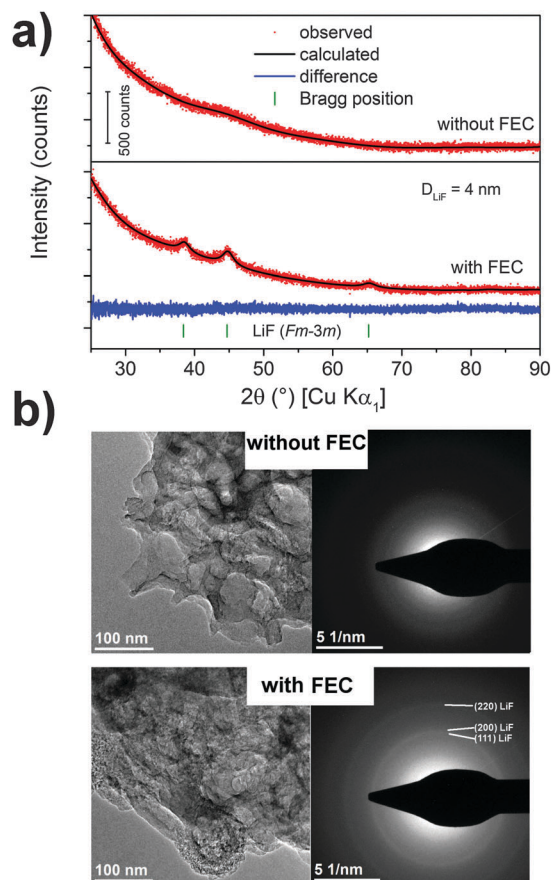 a)
observed
calculated
difference
Bragg position
500 counts
without FEC
Intensity (counts)
D_LiF = 4 nm
with FEC
LiF (Fm-3m)
30 40 50 60 70 80 90
2θ (°) [Cu Kα₁]
b)
without FEC
100 nm
5 1/nm
with FEC
(220) LiF
(200) LiF
(111) LiF
100 nm
5 1/nm